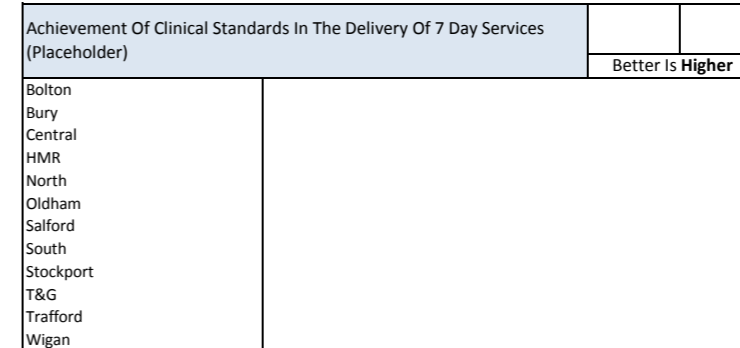 Achievement Of Clinical Standards In The Delivery Of 7 Day Services
(Placeholder)
Better Is Higher
Bolton
Bury
Central
HMR
North
Oldham
Salford
South
Stockport
T&G
Trafford
Wigan